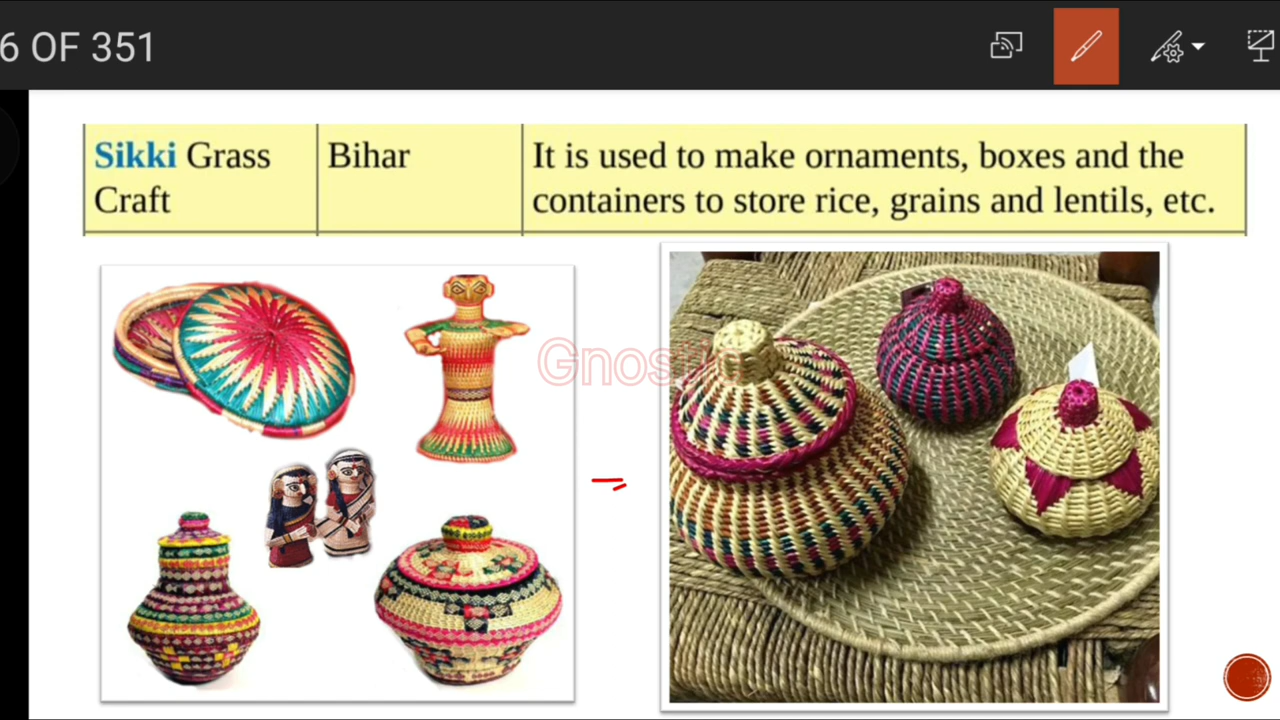 6 OF 351
Sikki Grass
Craft
Bihar
It is used to make ornaments, boxes and the
containers to store rice, grains and lentils, etc.